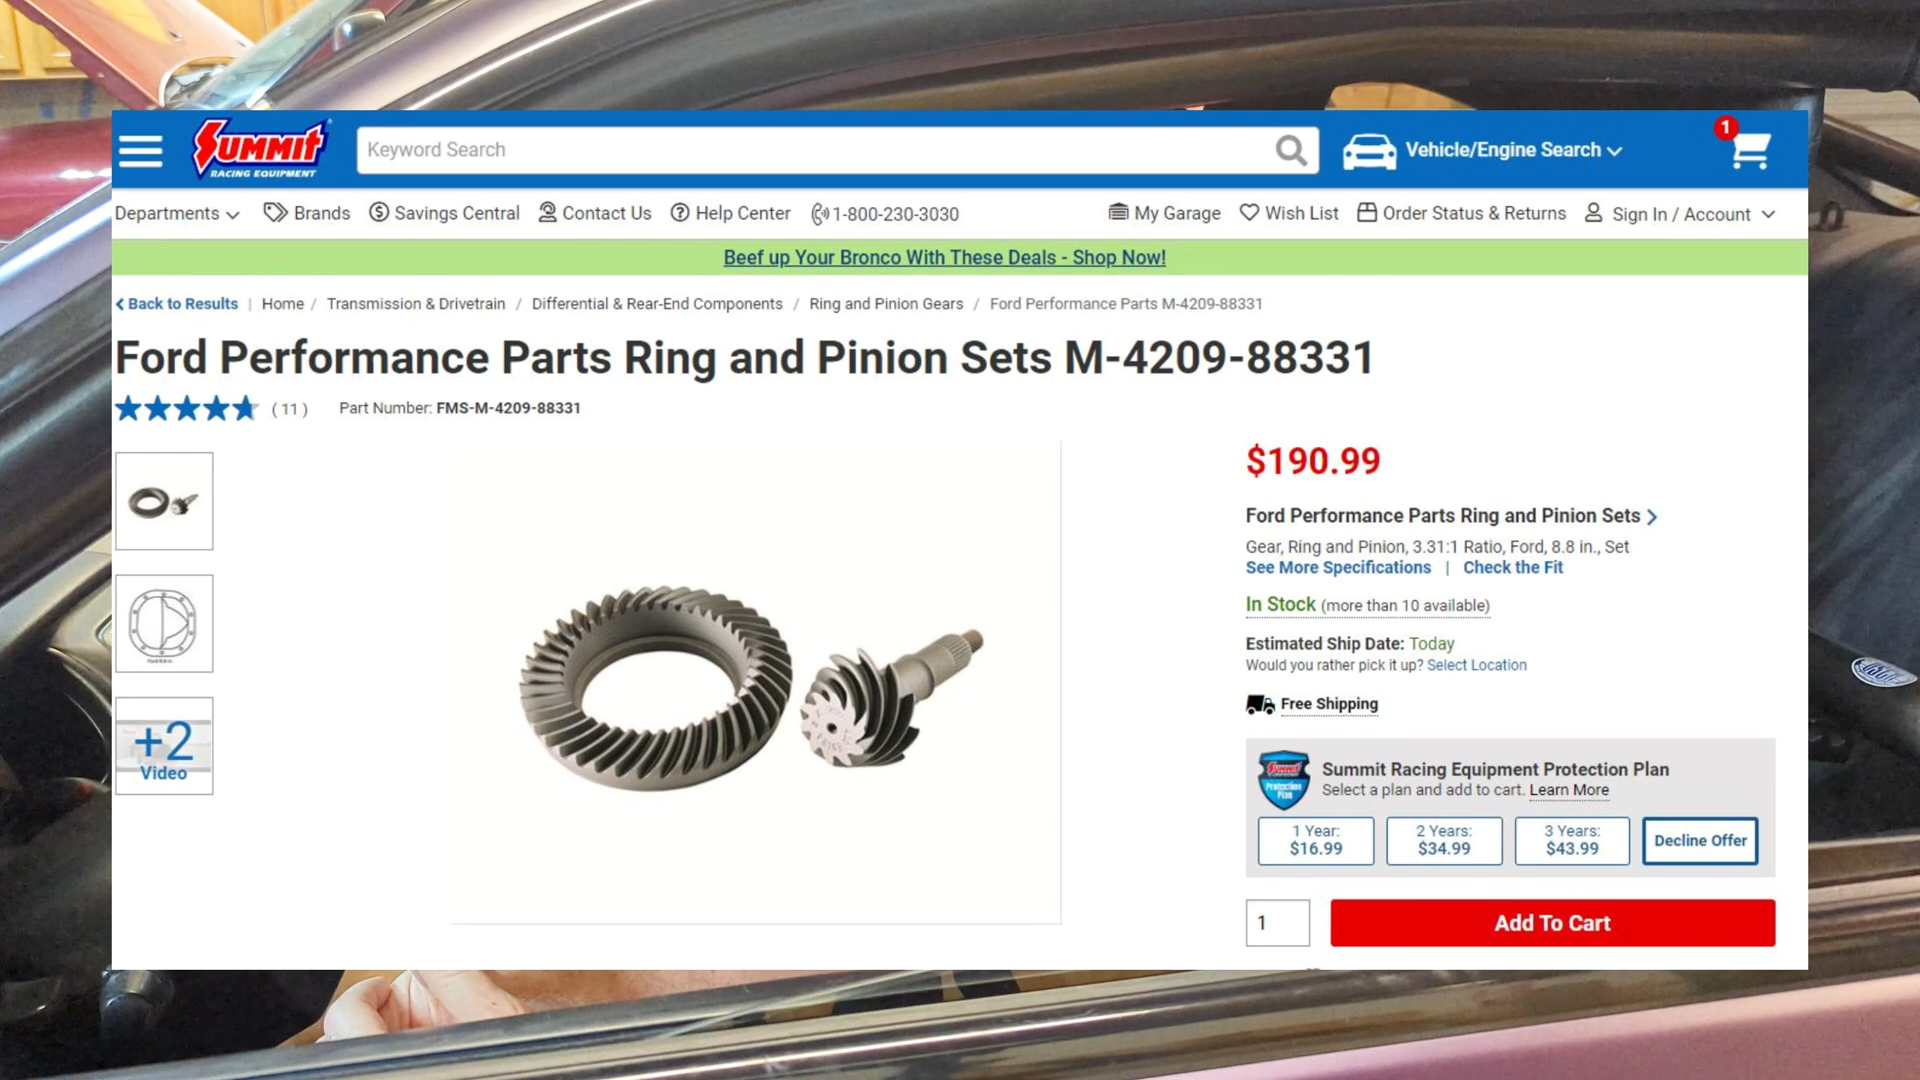 SUMMIT
RACING EQUIPMENT
Keyword Search
Vehicle/Engine Search
1
Departments
Brands
Savings Central
Contact Us
Help Center
1-800-230-3030
My Garage
Wish List
Order Status & Returns
Sign In / Account
Beef up Your Bronco With These Deals - Shop Now!
Back to Results | Home / Transmission & Drivetrain / Differential & Rear-End Components / Ring and Pinion Gears / Ford Performance Parts M-4209-88331
Ford Performance Parts Ring and Pinion Sets M-4209-88331
( 11 )
Part Number: FMS-M-4209-88331
+2
Video
$190.99
Ford Performance Parts Ring and Pinion Sets
Gear, Ring and Pinion, 3.31:1 Ratio, Ford, 8.8 in., Set
See More Specifications | Check the Fit
In Stock (more than 10 available)
Estimated Ship Date: Today
Would you rather pick it up? Select Location
Free Shipping
Summit
Protection
Plan
Summit Racing Equipment Protection Plan
Select a plan and add to cart. Learn More
1 Year:
$16.99
2 Years:
$34.99
3 Years:
$43.99
Decline Offer
1
Add To Cart